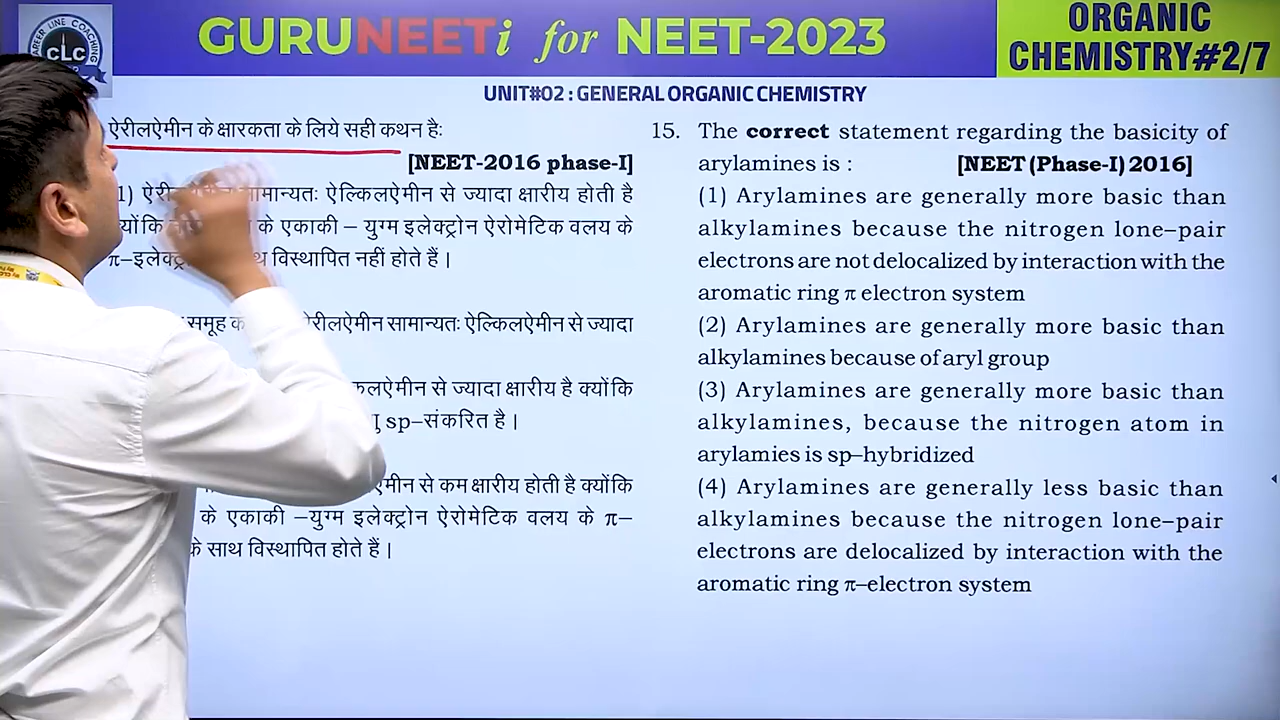 GURUNEETi for NEET-2023
ORGANIC
CHEMISTRY#2/7
CLC
UNIT#02 : GENERAL ORGANIC CHEMISTRY
ऐरीलऐमीन के क्षारकता के लिये सही कथन है:
[NEET-2016 phase-I]
1) सामान्यतः ऐल्किलऐमीन से ज्यादा क्षारीय होती है
के एकाकी – युग्म इलेक्ट्रोन ऐरोमेटिक वलय के
विस्थापित नहीं होते हैं।
समूह सामान्यतः ऐल्किलऐमीन से ज्यादा
से ज्यादा क्षारीय है क्योंकि
sp–संकरित है।
से कम क्षारीय होती है क्योंकि
के एकाकी –युग्म इलेक्ट्रोन ऐरोमेटिक वलय के π–
के साथ विस्थापित होते हैं।
15. The correct statement regarding the basicity of
arylamines is : [NEET (Phase-I) 2016]
(1) Arylamines are generally more basic than
alkylamines because the nitrogen lone–pair
electrons are not delocalized by interaction with the
aromatic ring π electron system
(2) Arylamines are generally more basic than
alkylamines because of aryl group
(3) Arylamines are generally more basic than
alkylamines, because the nitrogen atom in
arylamies is sp–hybridized
(4) Arylamines are generally less basic than
alkylamines because the nitrogen lone–pair
electrons are delocalized by interaction with the
aromatic ring π–electron system